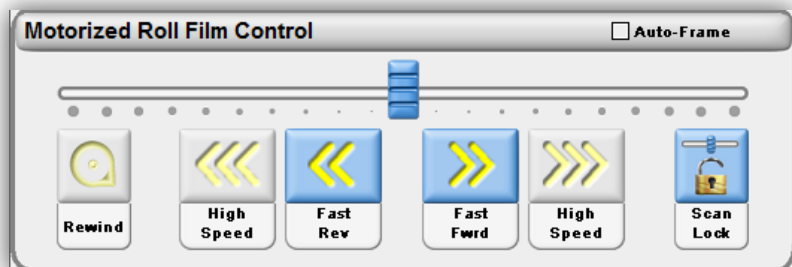 Motorized Roll Film Control
Auto-Frame
Rewind
High
Speed
Fast
Rev
Fast
Fwrd
High
Speed
Scan
Lock